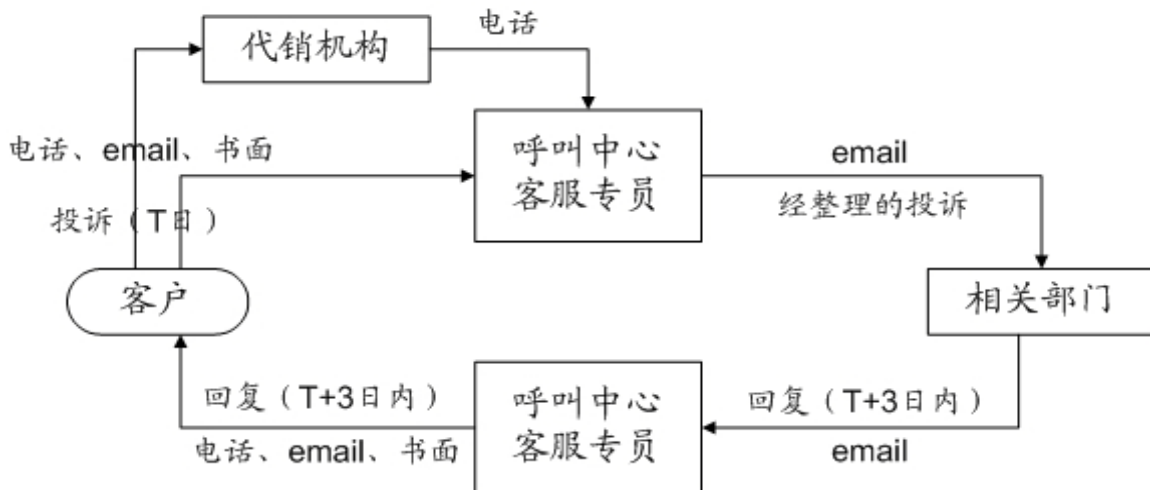 代销机构
电话
呼叫中心
客服专员
电话、email、书面
投诉（T日）
email
经整理的投诉
客户
相关部门
呼叫中心
客服专员
回复（T+3日内）
电话、email、书面
回复（T+3日内）
email